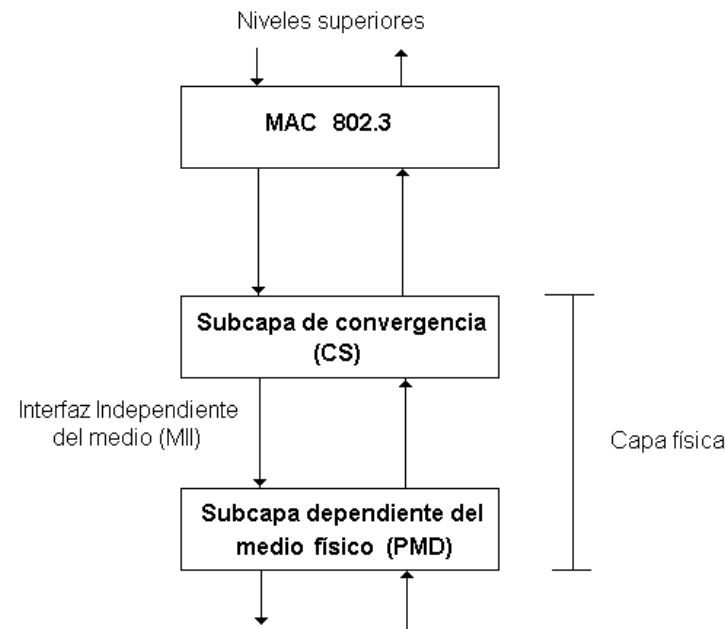 Niveles superiores
MAC 802.3
Subcapa de convergencia
(CS)
Interfaz Independiente
del medio (MII)
Capa física
Subcapa dependiente del
medio físico (PMD)